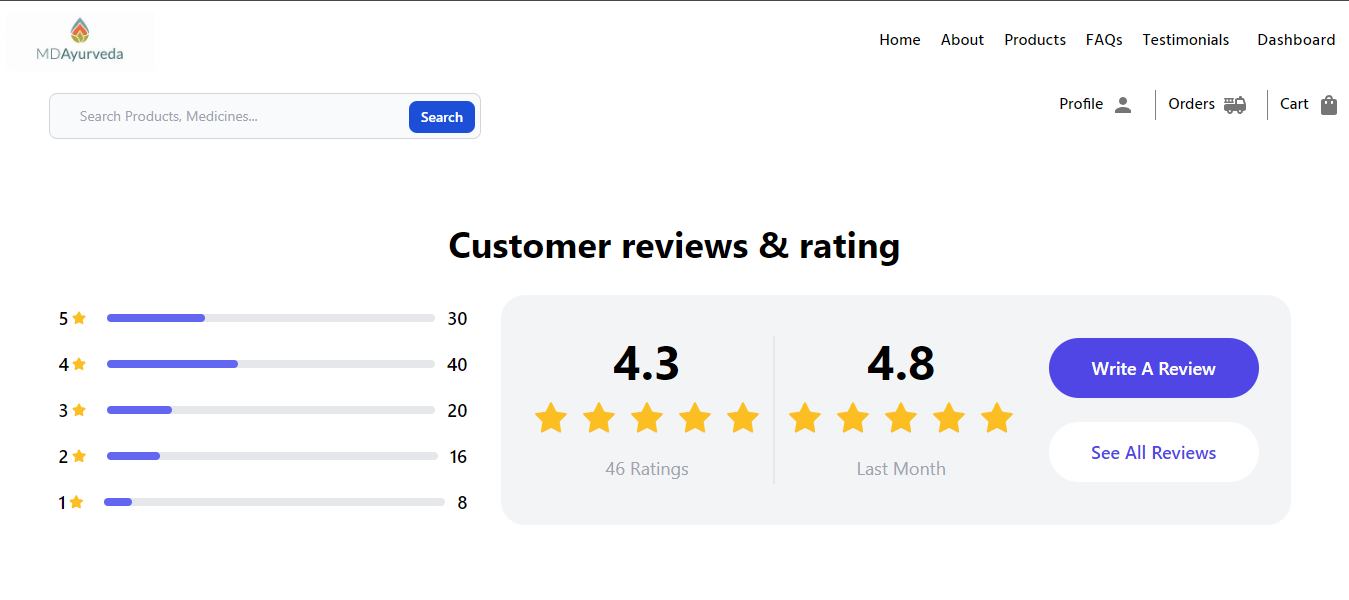 MDAyurveda
Home About Products FAQs Testimonials Dashboard
Search Products, Medicines... Search
Profile Orders Cart
Customer reviews & rating
5 30
4 40
3 20
2 16
1 8
4.3
46 Ratings
4.8
Last Month
Write A Review
See All Reviews